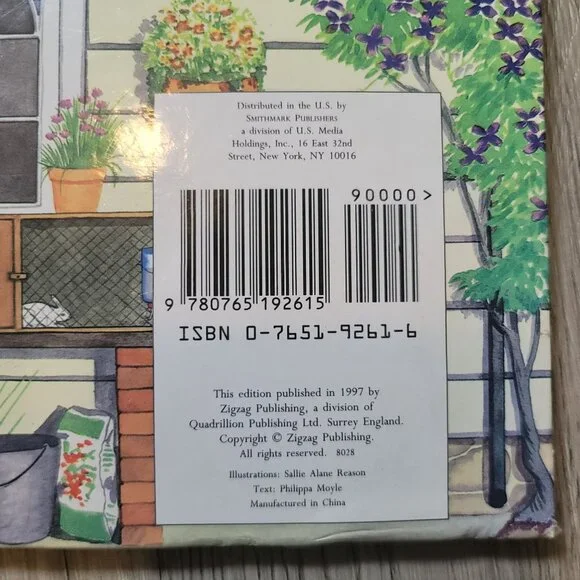 Distributed in the U.S. by
SMITHMARK PUBLISHERS
a division of U.S. Media
Holdings, Inc., 16 East 32nd
Street, New York, NY 10016
90000>
9 780765 192615
ISBN 0-7651-9261-6
This edition published in 1997 by
Zigzag Publishing, a division of
Quadrillion Publishing Ltd. Surrey England.
Copyright © Zigzag Publishing.
All rights reserved. 8028
Illustrations: Sallie Alane Reason
Text: Philippa Moyle
Manufactured in China